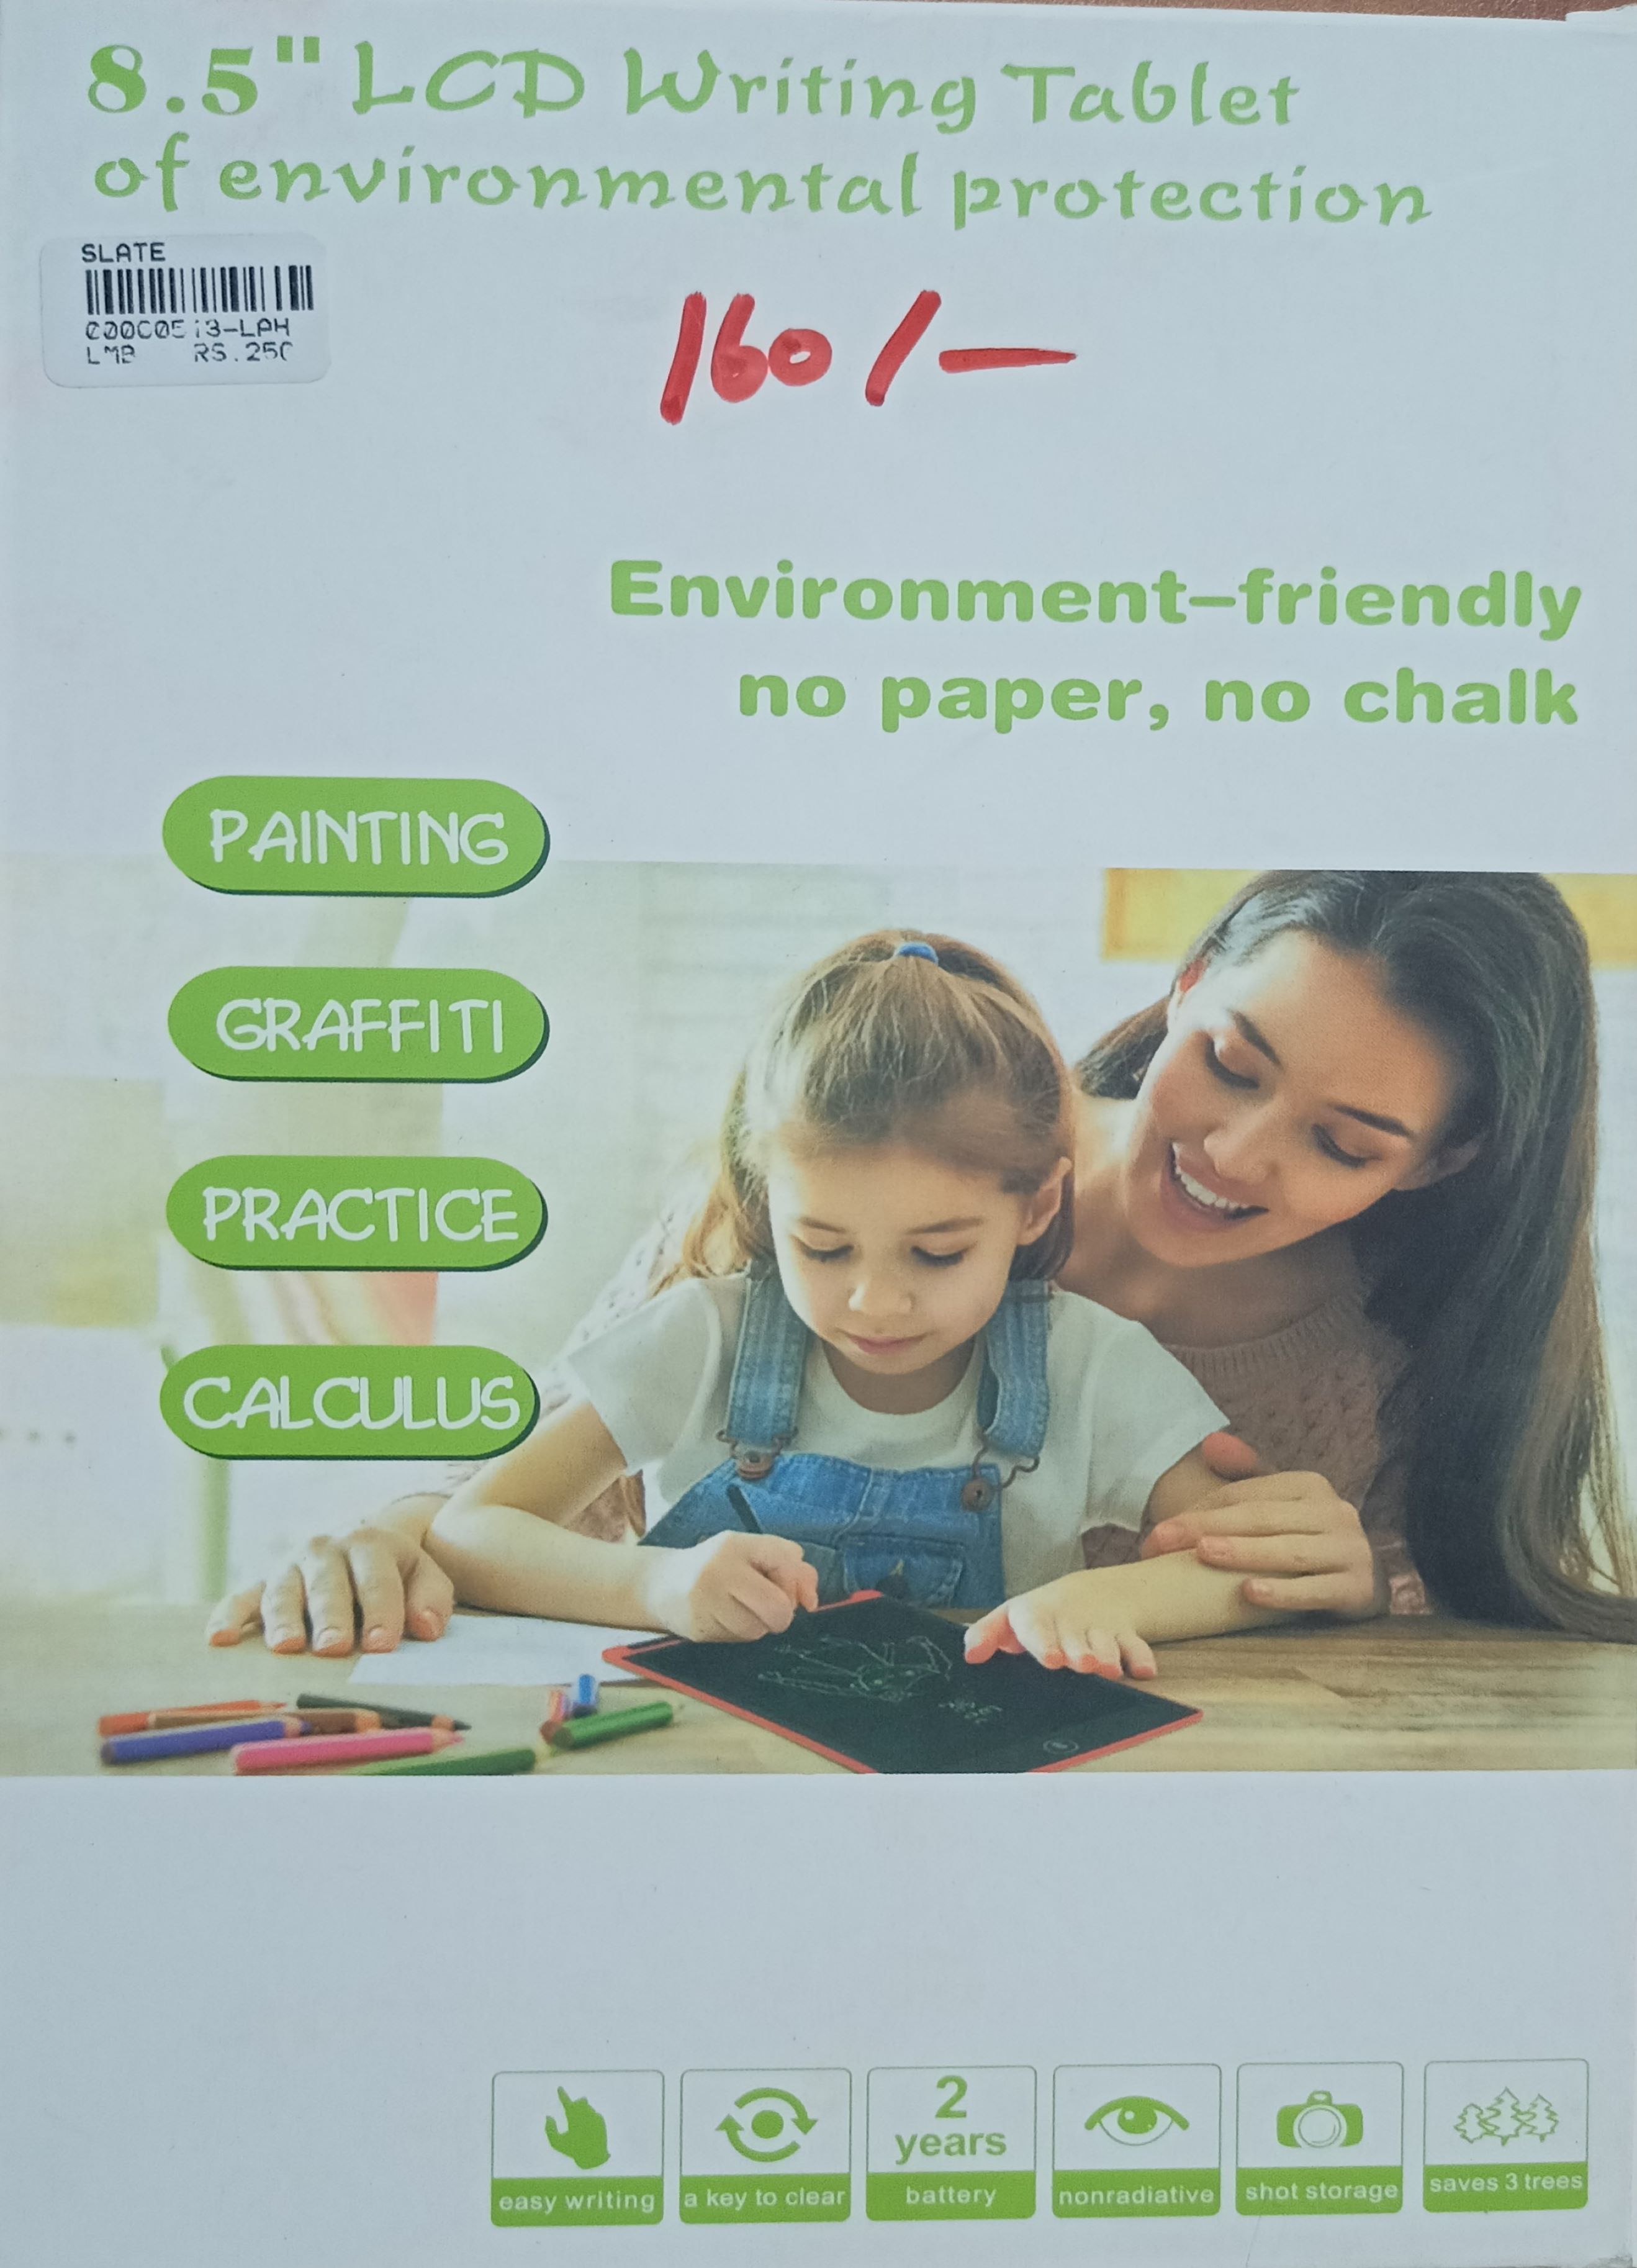 8.5" LCD Writing Tablet
of environmental protection
SLATE
LMB RS.250
160/-
Environment-friendly
no paper, no chalk
PAINTING
GRAFFITI
PRACTICE
CALCULUS
2
years
easy writing
a key to clear
battery
nonradiative
shot storage
saves 3 trees